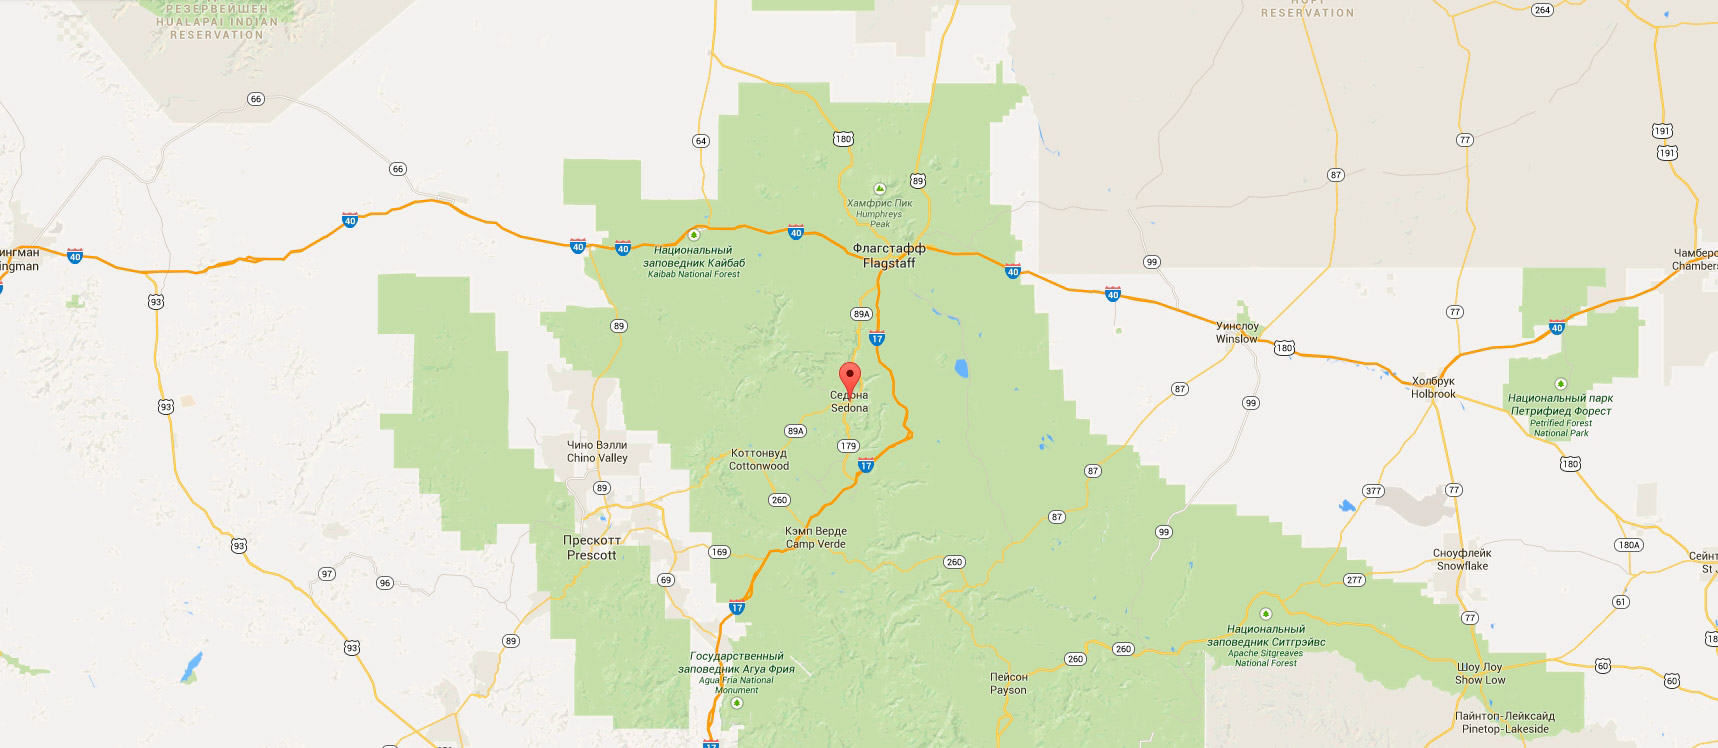 РЕЗЕРВЕЙШЕН
HUALAPAI INDIAN
RESERVATION
HOPI
RESERVATION
264
66
64
180
191
77
191
66
87
89
Хамфрис Пик
Humphreys
Peak
40
40
Национальный
заповедник Кайбаб
Kaibab National Forest
40
40
40
Флагстафф
Flagstaff
ингман
ingman
40
99
40
Чамберс
Chambers
40
93
89
89A
17
77
40
Уинслоу
Winslow
180
87
Холбрук
Holbrook
Национальный парк
Петрифиед Форест
Petrified Forest
National Park
93
Седона
Sedona
99
89A
179
Чино Вэлли
Chino Valley
Коттонвуд
Cottonwood
17
87
180
89
260
377
77
87
99
Кэмп Верде
Camp Verde
Прескотт
Prescott
93
169
260
180A
Сноуфлейк
Snowflake
Сейнт
St J
97
96
69
277
17
61
77
89
93
Национальный
заповедник Ситгрэйвс
Apache Sitgreaves
National Forest
Государственный
заповедник Агуа Фрия
Agua Fria National
Monument
260
260
60
60
Пейсон
Payson
Шоу Лоу
Show Low
Пайнтоп-Лейксайд
Pinetop-Lakeside
17